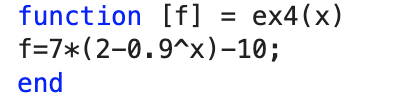 function [f] = ex4(x)
f=7*(2-0.9^x)-10;
end